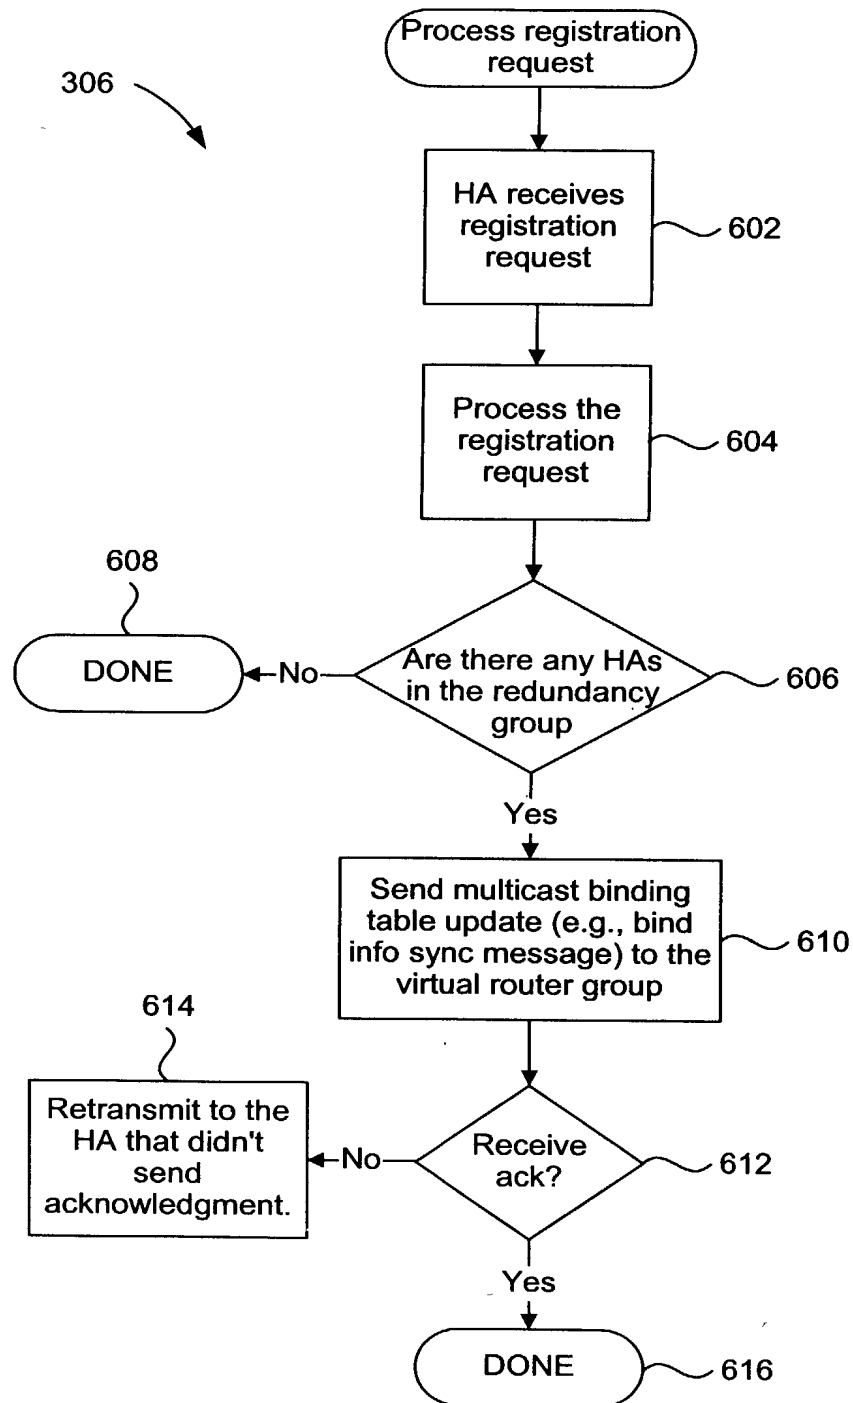 Process registration
request
306
HA receives
registration
request
602
Process the
registration
request
604
608
DONE
No
Are there any HAs
in the redundancy
group
606
Yes
Send multicast binding
table update (e.g., bind
info sync message) to the
virtual router group
610
614
Retransmit to the
HA that didn't
send
acknowledgment.
No
Receive
ack?
612
Yes
DONE
616